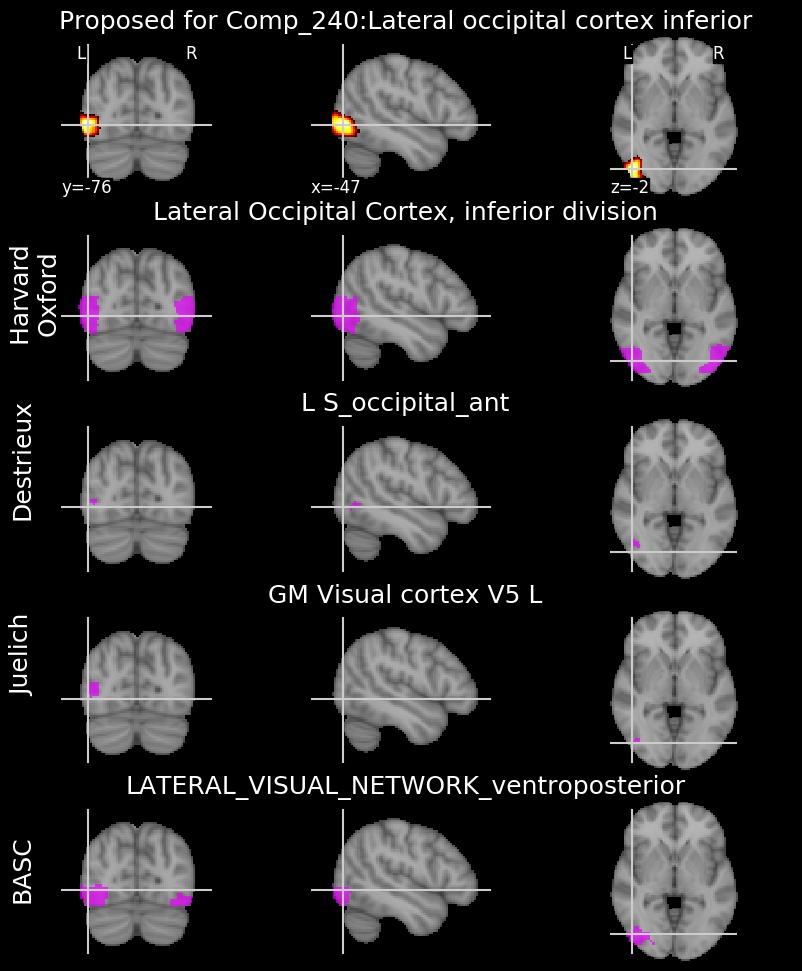 Proposed for Comp_240:Lateral occipital cortex inferior
L R L R
y=-76 x=-47 z=-2
Lateral Occipital Cortex, inferior division
Harvard
Oxford
L S_occipital_ant
Destrieux
GM Visual cortex V5 L
Juelich
LATERAL_VISUAL_NETWORK_ventroposterior
BASC